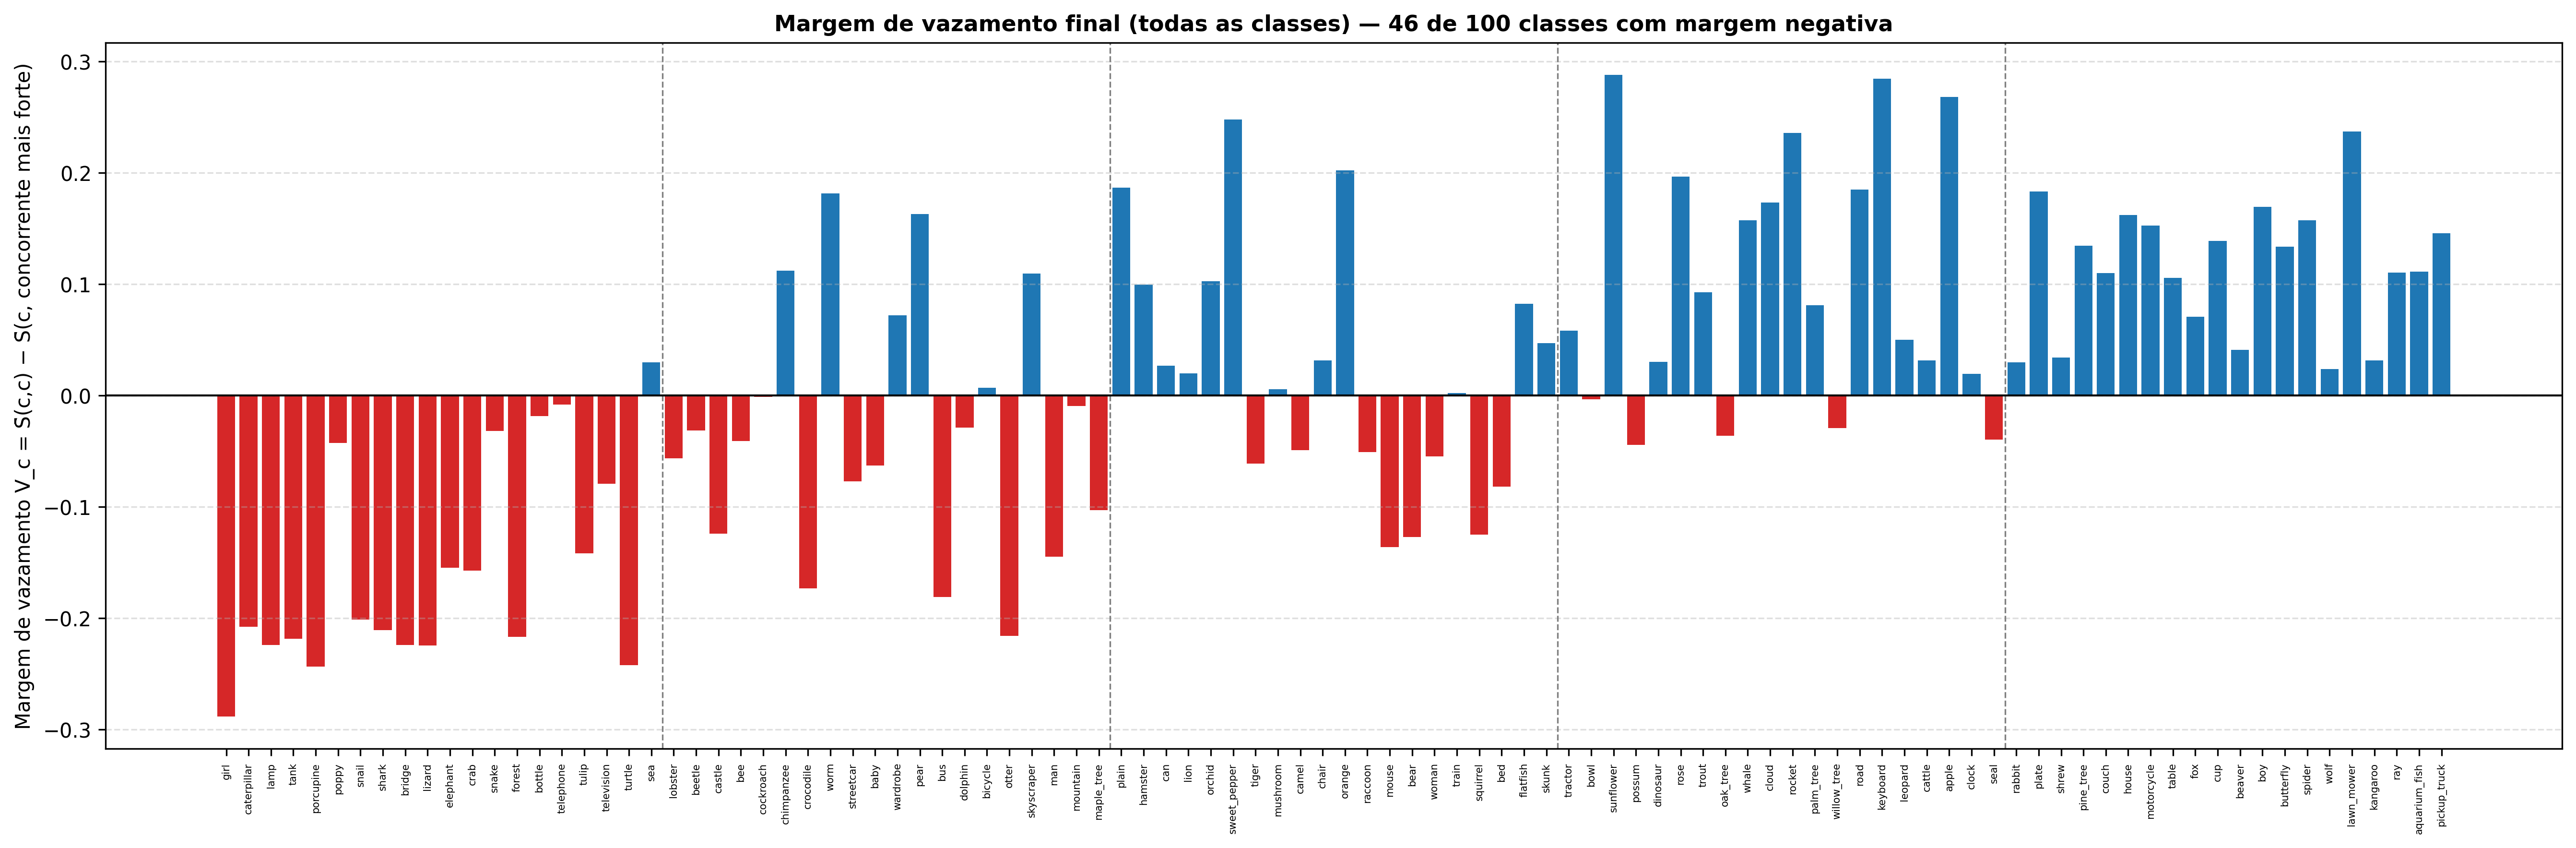 Margem de vazamento final (todas as classes) — 46 de 100 classes com margem negativa
Margem de vazamento V_c = S(c,c) − S(c, concorrente mais forte)
0.3
0.2
0.1
0.0
−0.1
−0.2
−0.3
girl
caterpillar
lamp
tank
porcupine
poppy
snail
shark
bridge
lizard
elephant
crab
snake
forest
bottle
telephone
tulip
television
turtle
sea
lobster
beetle
castle
bee
cockroach
chimpanzee
crocodile
worm
streetcar
baby
wardrobe
pear
bus
dolphin
bicycle
otter
skyscraper
man
mountain
maple_tree
plain
hamster
can
lion
orchid
sweet_pepper
tiger
mushroom
camel
chair
orange
raccoon
mouse
bear
woman
train
squirrel
bed
flatfish
skunk
tractor
bowl
sunflower
possum
dinosaur
rose
trout
oak_tree
whale
cloud
rocket
palm_tree
willow_tree
road
keyboard
leopard
cattle
apple
clock
seal
rabbit
plate
shrew
pine_tree
couch
house
motorcycle
table
fox
cup
beaver
boy
butterfly
spider
wolf
lawn_mower
kangaroo
ray
aquarium_fish
pickup_truck